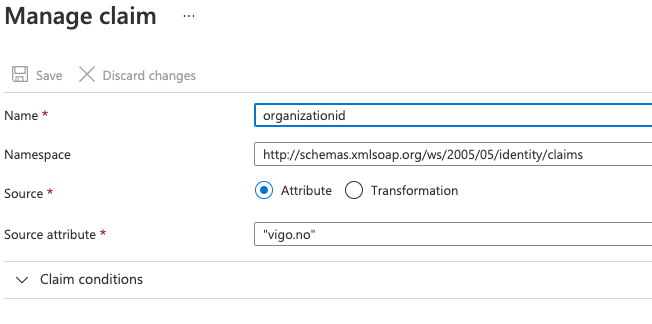 Manage claim ...
Save Discard changes
Name * organizationid
Namespace http://schemas.xmlsoap.org/ws/2005/05/identity/claims
Source * Attribute Transformation
Source attribute * "vigo.no"
Claim conditions